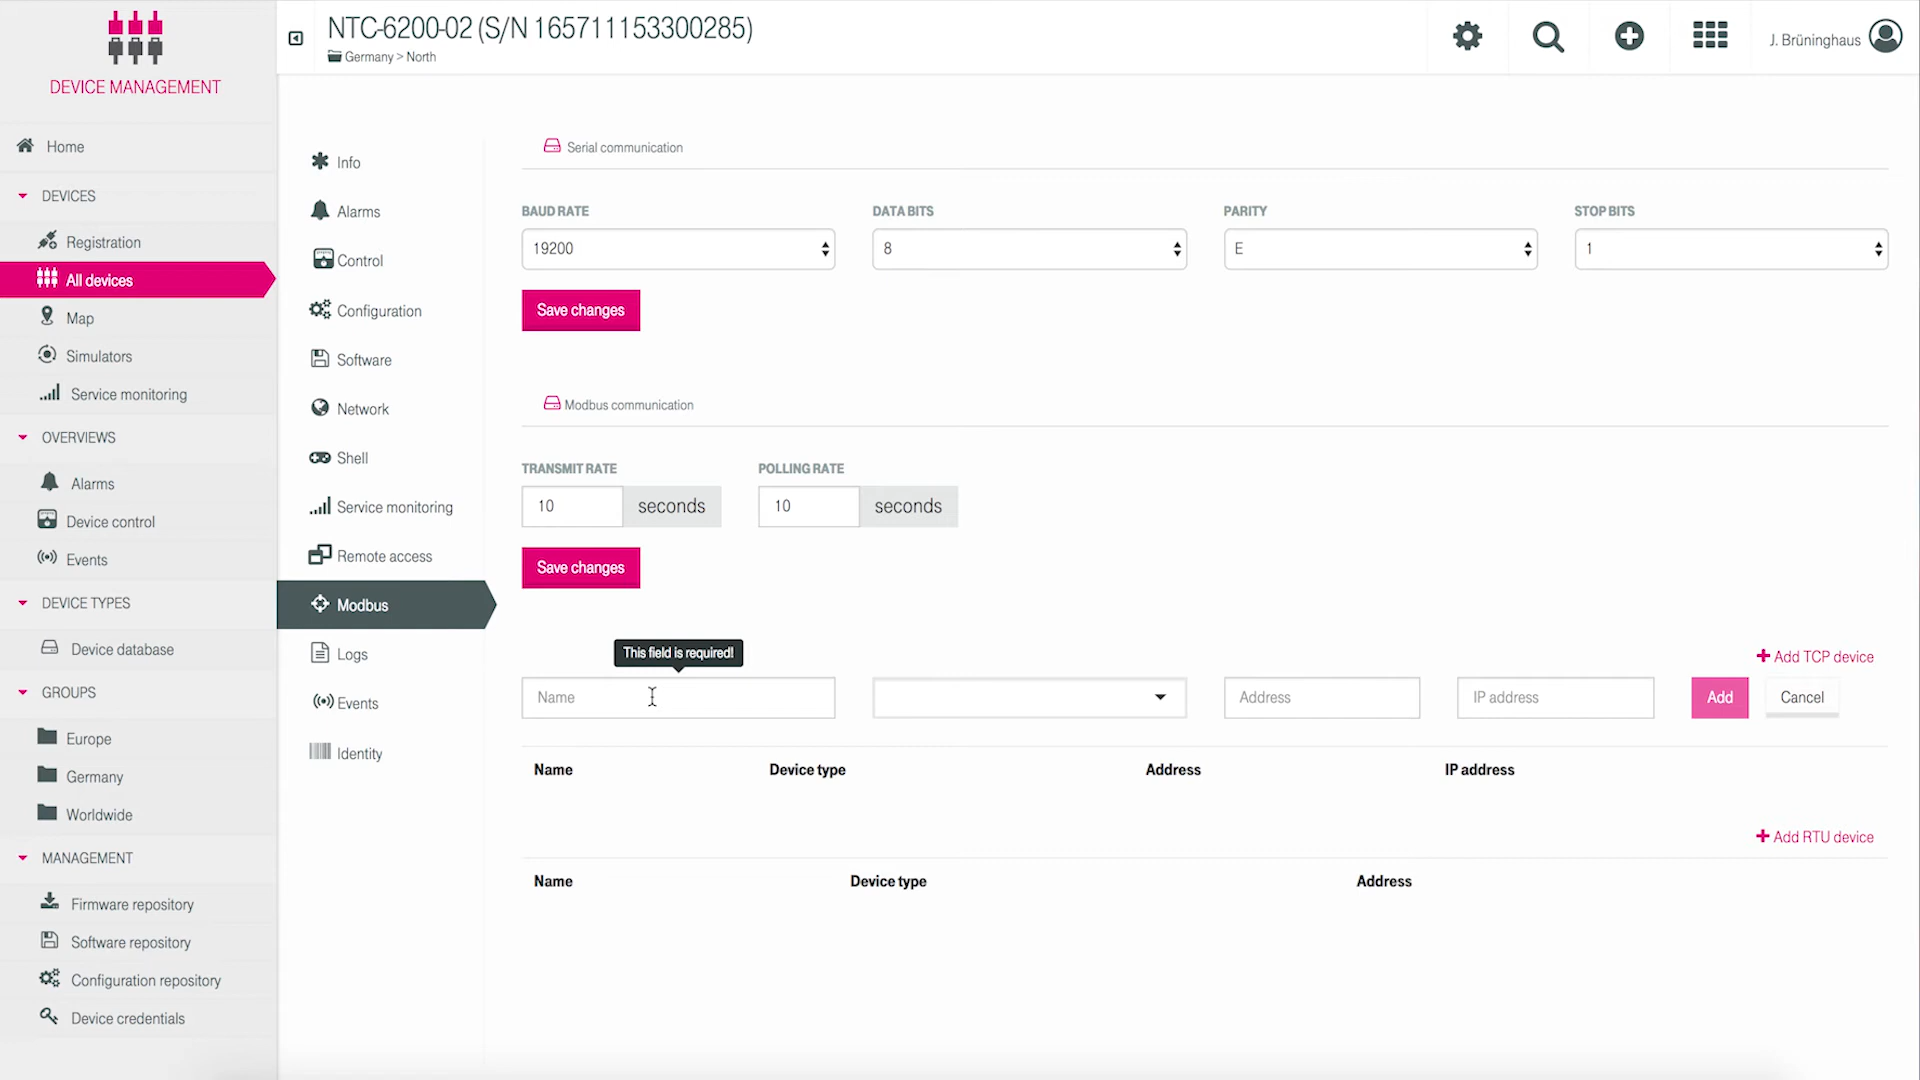 DEVICE MANAGEMENT
Home
DEVICES
Registration
All devices
Map
Simulators
Service monitoring
OVERVIEWS
Alarms
Device control
Events
DEVICE TYPES
Device database
GROUPS
Europe
Germany
Worldwide
MANAGEMENT
Firmware repository
Software repository
Configuration repository
Device credentials
NTC-6200-02 (S/N 165711153300285)
Germany > North
J. Brüninghaus
Info
Alarms
Control
Configuration
Software
Network
Shell
Service monitoring
Remote access
Modbus
Logs
Events
Identity
Serial communication
BAUD RATE DATA BITS PARITY STOP BITS
19200 8 E 1
Save changes
Modbus communication
TRANSMIT RATE POLLING RATE
10 seconds 10 seconds
Save changes
This field is required!
Add TCP device
Name Address IP address Add Cancel
Name Device type Address IP address
Add RTU device
Name Device type Address